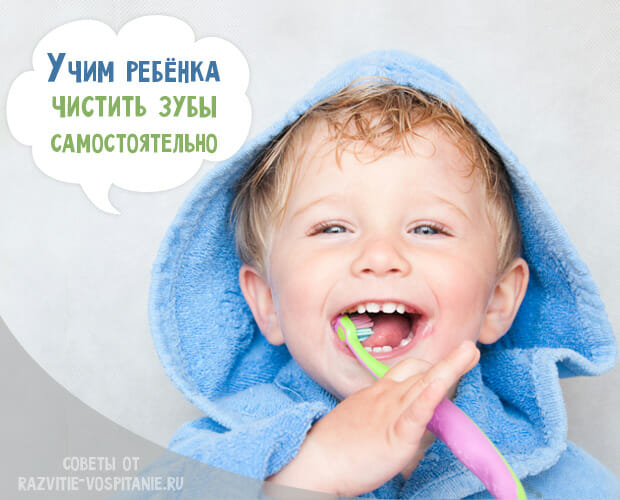 Учим ребёнка
чистить зубы
самостоятельно
советы от
razvitie-vospitanie.ru